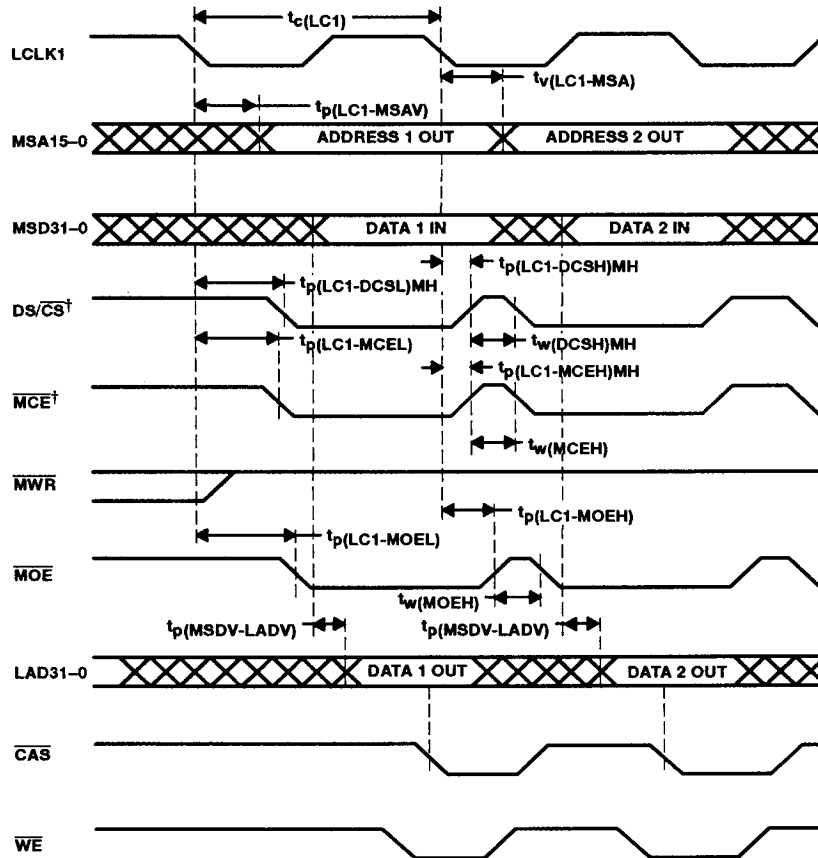 tc(LC1)
LCLK1
tv(LC1-MSA)
tp(LC1-MSAV)
MSA15–0 ADDRESS 1 OUT ADDRESS 2 OUT
MSD31–0 DATA 1 IN DATA 2 IN
tp(LC1-DCSH)MH
tp(LC1-DCSL)MH
DS/CS†
tp(LC1-MCEL) tw(DCSH)MH
tp(LC1-MCEH)MH
MCE†
tw(MCEH)
MWR
tp(LC1-MOEH)
tp(LC1-MOEL)
MOE
tw(MOEH)
tp(MSDV-LADV) tp(MSDV-LADV)
LAD31–0 DATA 1 OUT DATA 2 OUT
CAS
WE